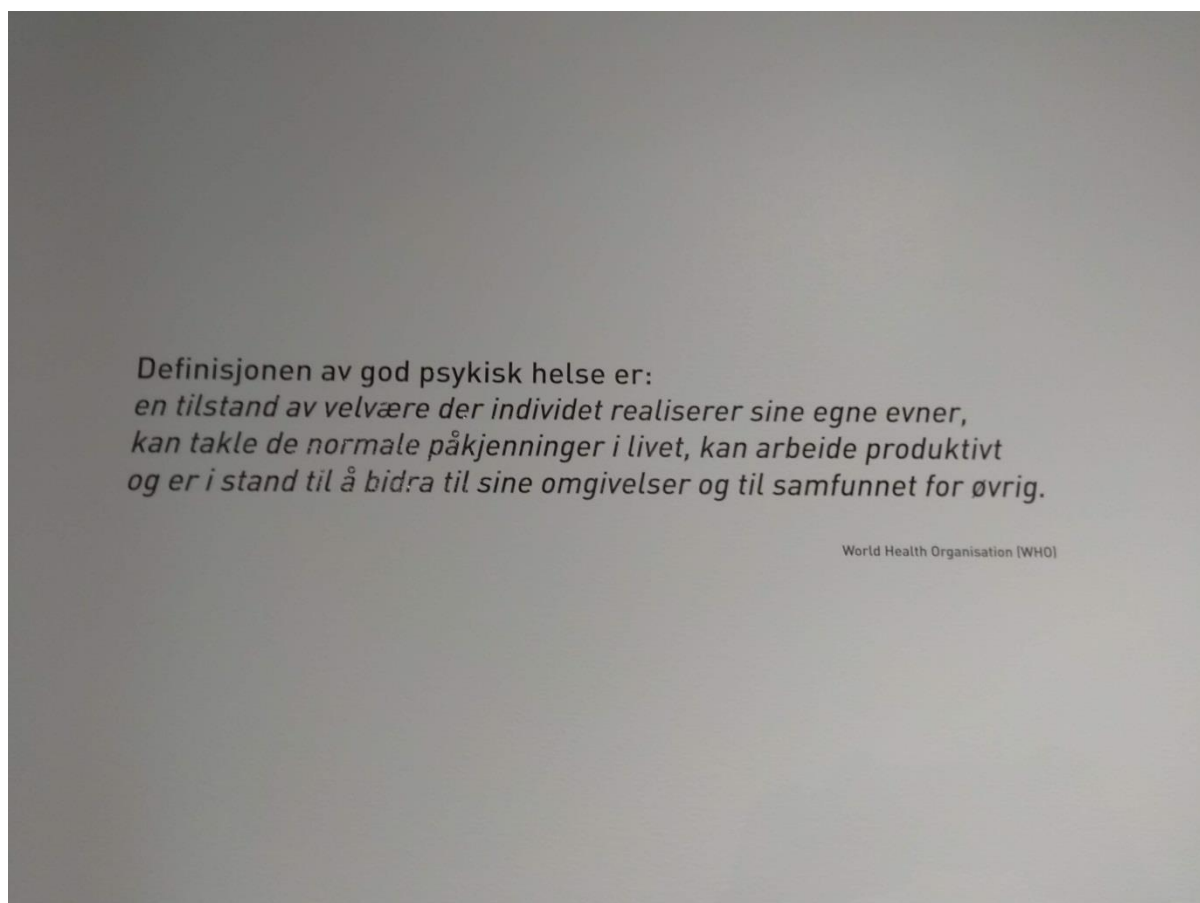 Definisjonen av god psykisk helse er:
en tilstand av velvære der individet realiserer sine egne evner,
kan takle de normale påkjenninger i livet, kan arbeide produktivt
og er i stand til å bidra til sine omgivelser og til samfunnet for øvrig.
World Health Organisation (WHO)